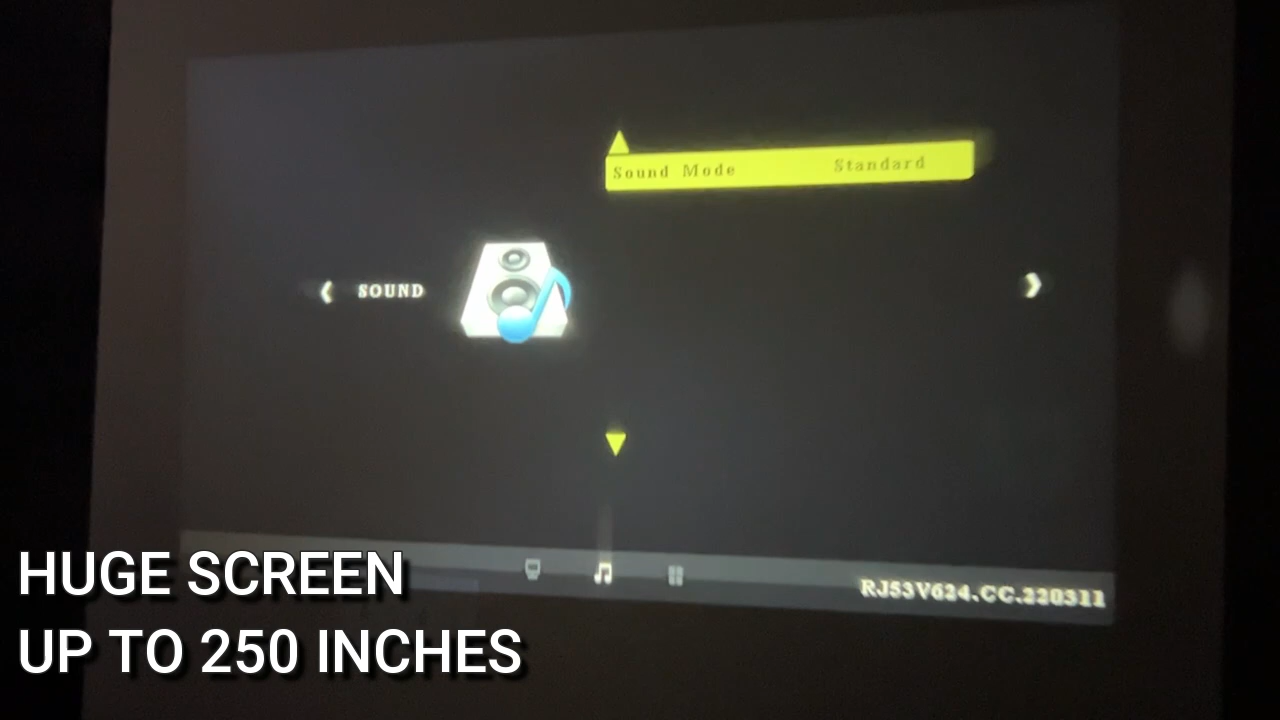 Sound Mode Standard
SOUND
RJ53V624.CC.220311
HUGE SCREEN
UP TO 250 INCHES